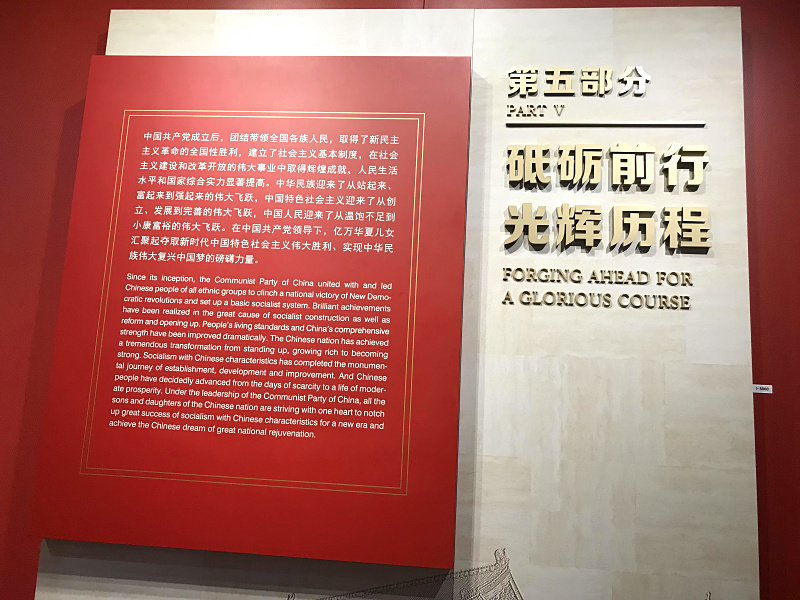 中国共产党成立后，团结带领全国各族人民，取得了新民主
主义革命的全国性胜利，建立了社会主义基本制度，在社会
主义建设和改革开放的伟大事业中取得辉煌成就，人民生活
水平和国家综合实力显著提高。中华民族迎来了从站起来、
富起来到强起来的伟大飞跃，中国特色社会主义迎来了从创
立、发展到完善的伟大飞跃，中国人民迎来了从温饱不足到
小康富裕的伟大飞跃。在中国共产党领导下，亿万华夏儿女
汇聚起夺取新时代中国特色社会主义伟大胜利、实现中华民
族伟大复兴中国梦的磅礴力量。
Since its inception, the Communist Party of China united with and led
Chinese people of all ethnic groups to clinch a national victory of New Demo-
cratic revolutions and set up a basic socialist system. Brilliant achievements
have been realized in the great cause of socialist construction as well as
reform and opening up. People's living standards and China's comprehensive
strength have been improved dramatically. The Chinese nation has achieved
a tremendous transformation from standing up, growing rich to becoming
strong. Socialism with Chinese characteristics has completed the monumen-
tal journey of establishment, development and improvement. And Chinese
people have decidedly advanced from the days of scarcity to a life of moder-
ate prosperity. Under the leadership of the Communist Party of China, all the
sons and daughters of the Chinese nation are striving with one heart to notch
up great success of socialism with Chinese characteristics for a new era and
achieve the Chinese dream of great national rejuvenation.
第五部分
PART V
砥砺前行
光辉历程
FORGING AHEAD FOR
A GLORIOUS COURSE